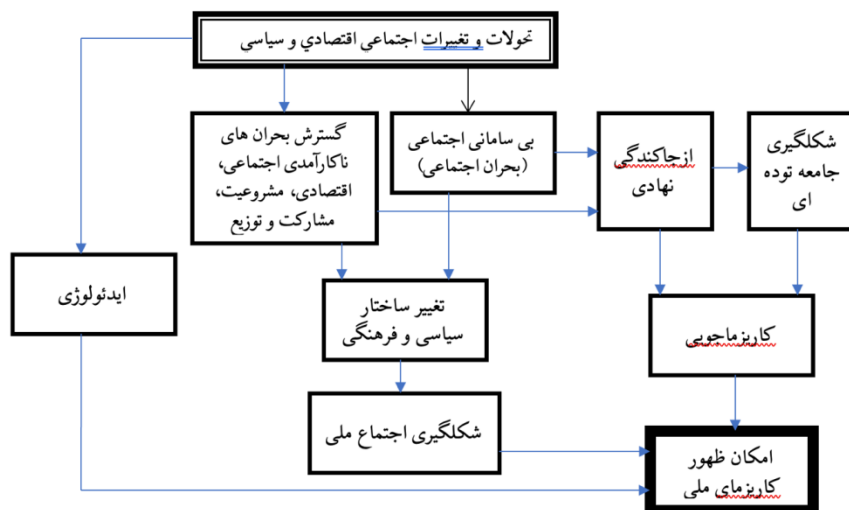 تحولات و تغییرات اجتماعی اقتصادي و سیاسی
گسترش بحران های
ناکارآمدی اجتماعی،
اقتصادی، مشروعیت،
مشارکت و توزیع
بی سامانی اجتماعی
(بحران اجتماعی)
ازجاکندگی
نهادی
شکلگیری
جامعه توده
ای
ایدئولوژی
تغییر ساختار
سیاسی و فرهنگی
کاریزماجویی
شکلگیری اجتماع ملی
امکان ظهور
کاریزمای ملی